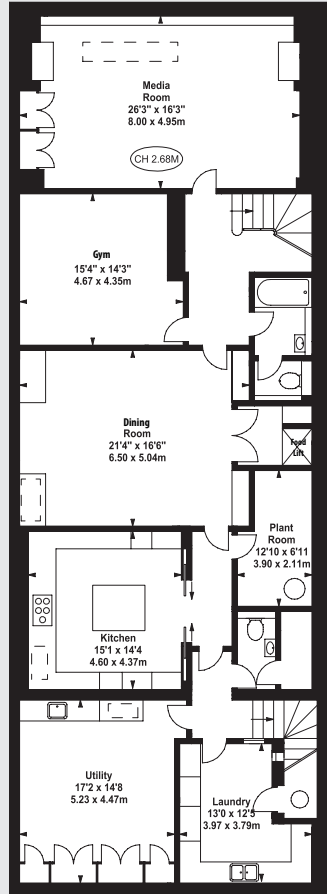 Media
Room
26'3" x 16'3"
8.00 x 4.95m
CH 2.68M
Gym
15'4" x 14'3"
4.67 x 4.35m
Dining
Room
21'4" x 16'6"
6.50 x 5.04m
Food
Lift
Plant
Room
12'10 x 6'11
3.90 x 2.11m
Kitchen
15'1 x 14'4
4.60 x 4.37m
Utility
17'2 x 14'8
5.23 x 4.47m
Laundry
13'0 x 12'5
3.97 x 3.79m